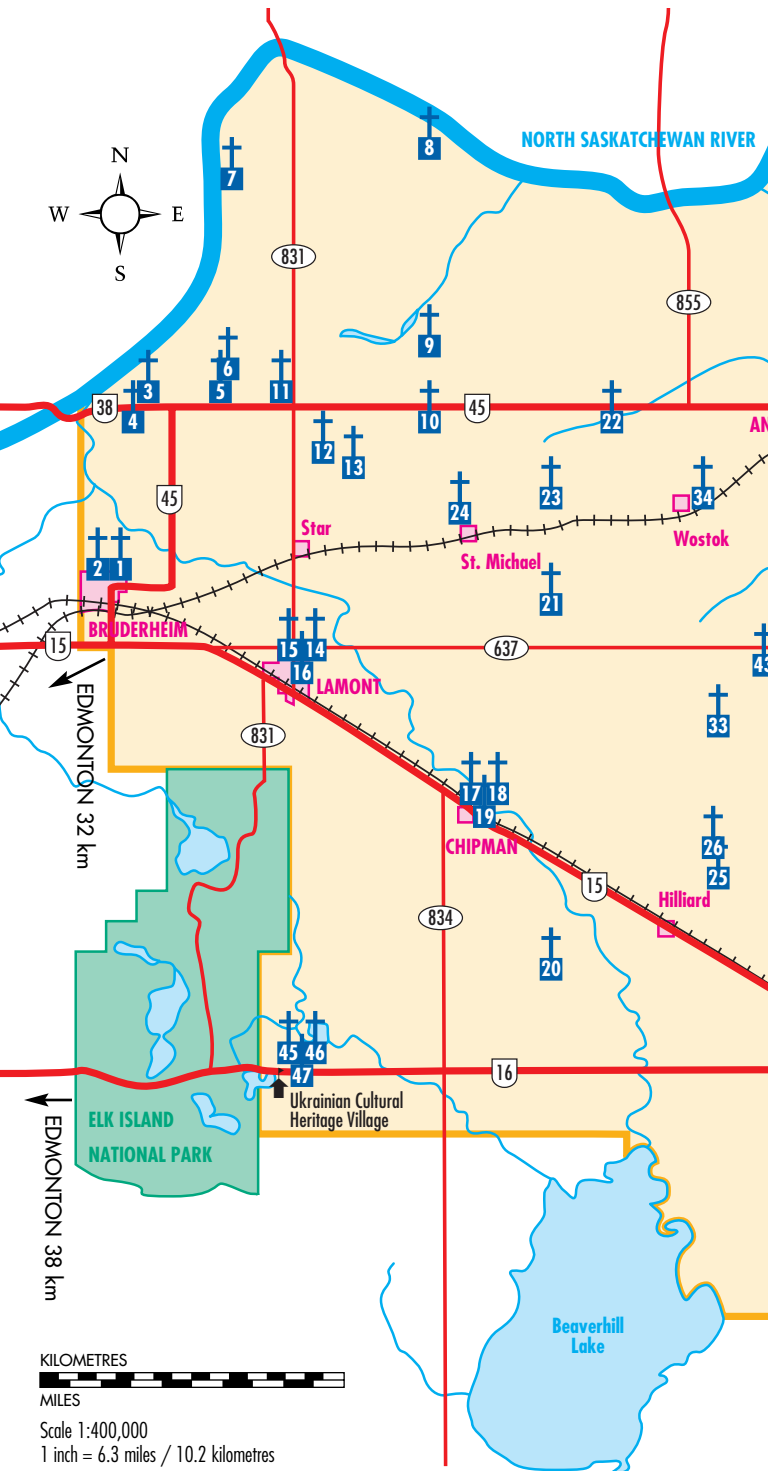 8
7
NORTH SASKATCHEWAN RIVER
N
W
E
S
831
855
9
6
3
5
11
38
4
10
45
22
AN
12
13
45
24
23
34
Star
St. Michael
Wostok
2
1
21
BRUDERHEIM
15
15
14
637
43
16
LAMONT
33
EDMONTON 32 km
831
17
18
19
CHIPMAN
26
25
15
Hilliard
834
20
45
46
47
16
Ukrainian Cultural
Heritage Village
ELK ISLAND
NATIONAL PARK
EDMONTON 38 km
Beaverhill
Lake
KILOMETRES
MILES
Scale 1:400,000
1 inch = 6.3 miles / 10.2 kilometres